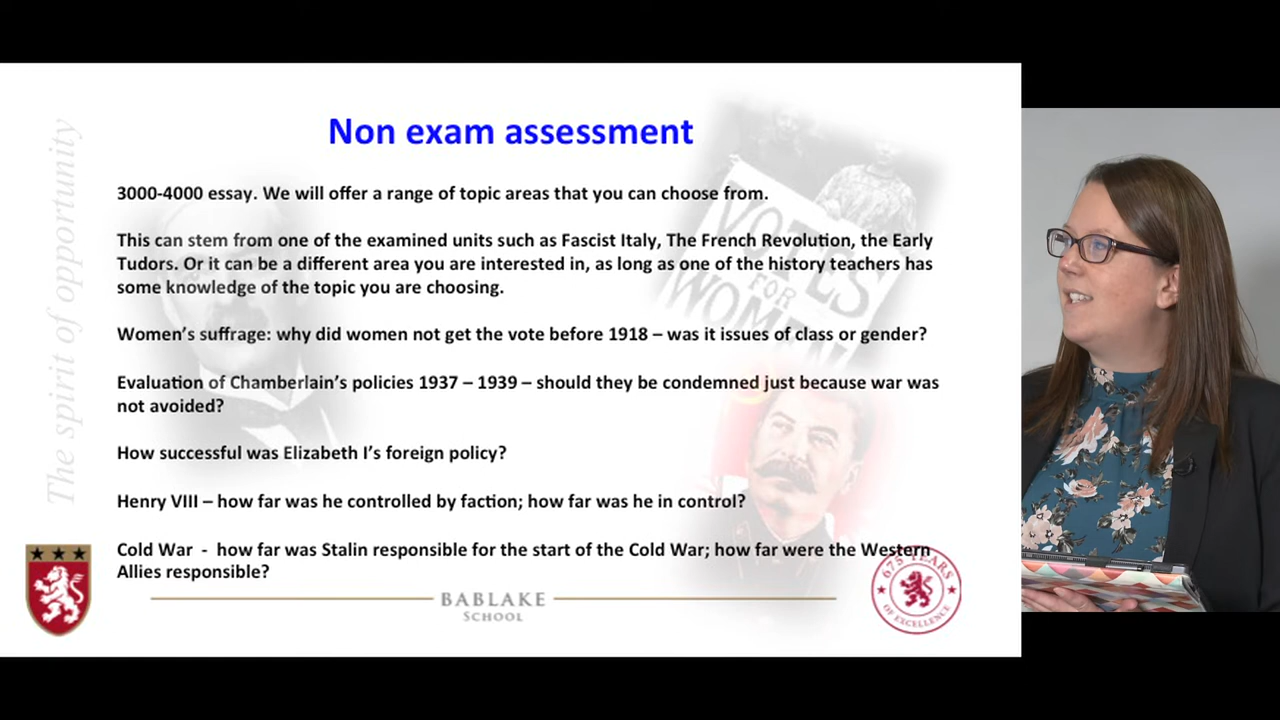 Non exam assessment
3000-4000 essay. We will offer a range of topic areas that you can choose from.
This can stem from one of the examined units such as Fascist Italy, The French Revolution, the Early
Tudors. Or it can be a different area you are interested in, as long as one of the history teachers has
some knowledge of the topic you are choosing.
Women's suffrage: why did women not get the vote before 1918 – was it issues of class or gender?
Evaluation of Chamberlain's policies 1937 – 1939 – should they be condemned just because war was
not avoided?
How successful was Elizabeth I's foreign policy?
Henry VIII – how far was he controlled by faction; how far was he in control?
Cold War - how far was Stalin responsible for the start of the Cold War; how far were the Western
Allies responsible?
The spirit of opportunity
VOTES
FOR
WOMEN
BABLAKE
SCHOOL
675 YEARS
OF EXCELLENCE